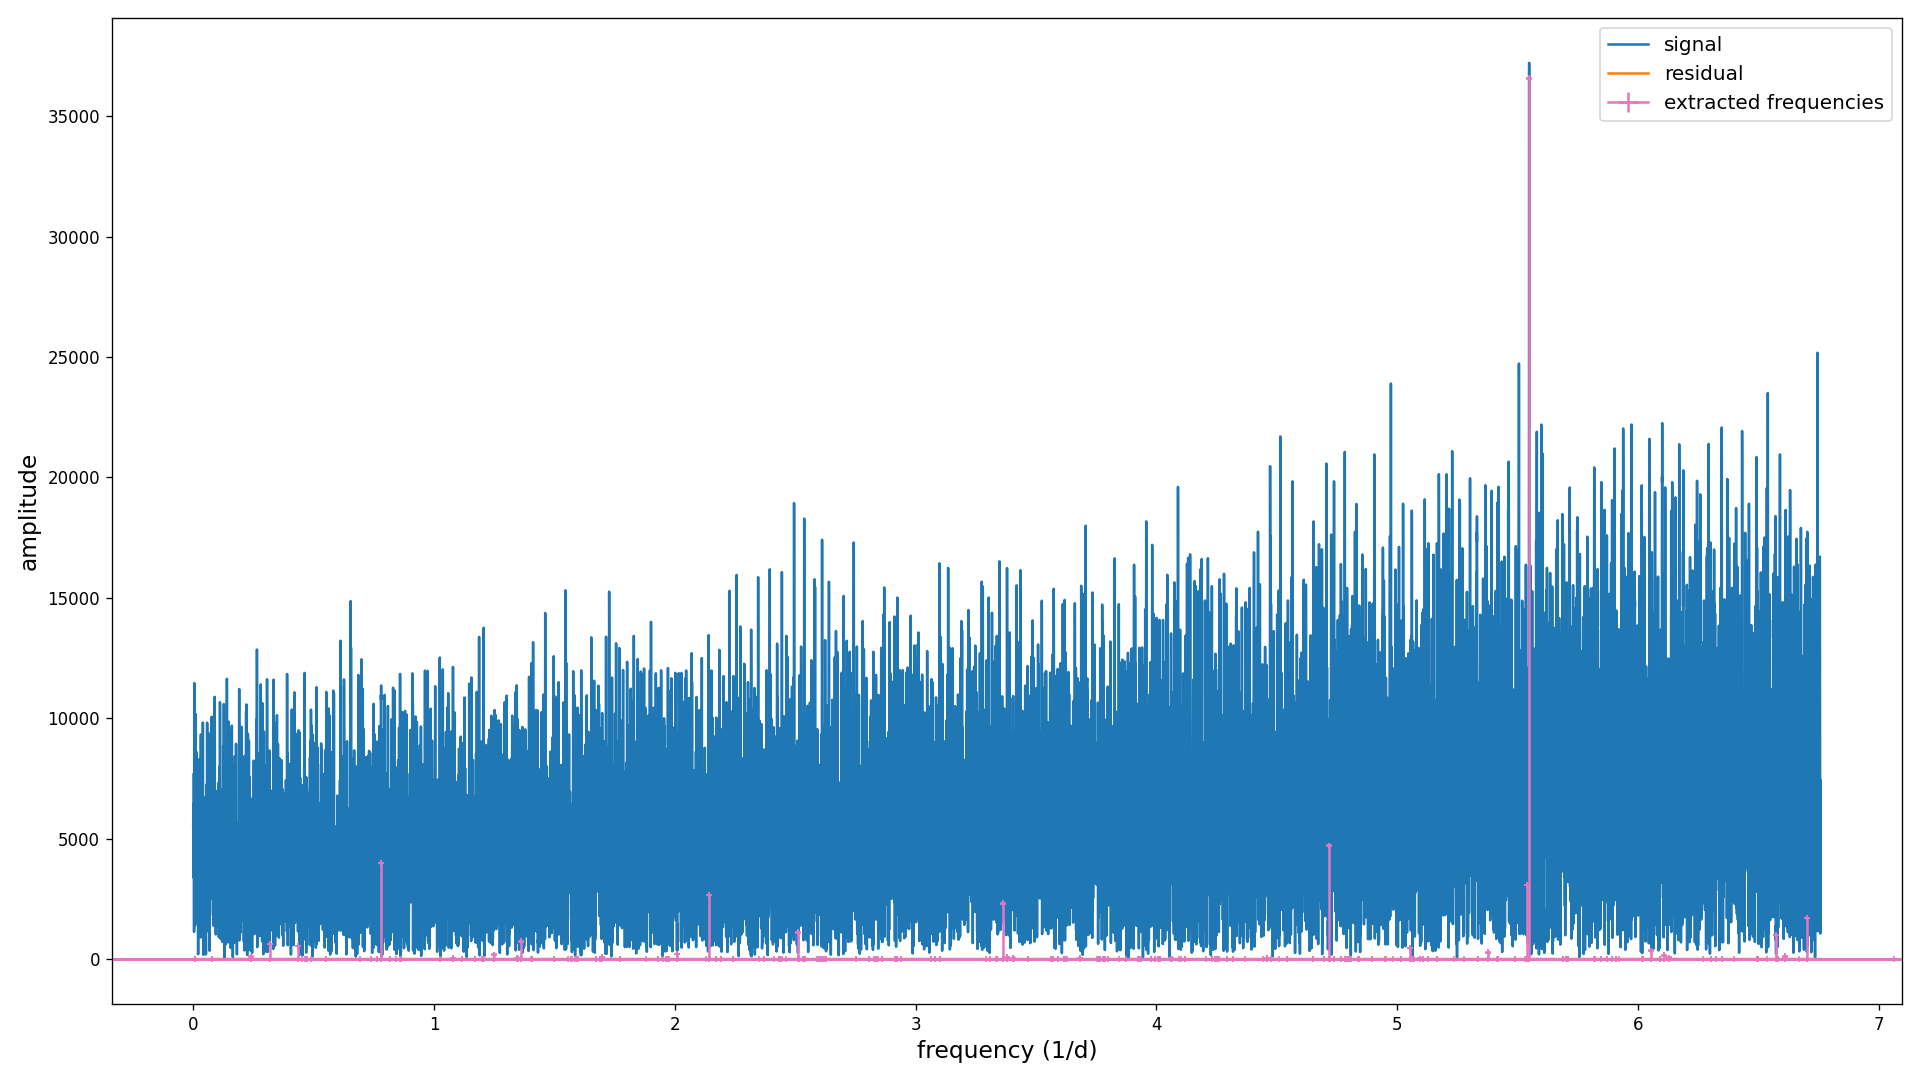 signal
residual
extracted frequencies
amplitude
35000
30000
25000
20000
15000
10000
5000
0
0 1 2 3 4 5 6 7
frequency (1/d)